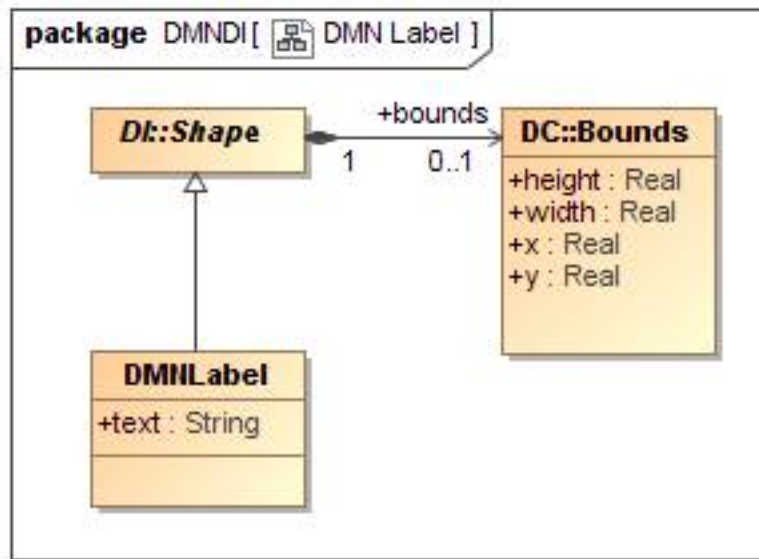 package DMNDI[ DMN Label ]
DI::Shape
+bounds
1
0..1
DC::Bounds
+height : Real
+width : Real
+x : Real
+y : Real
DMNLabel
+text : String